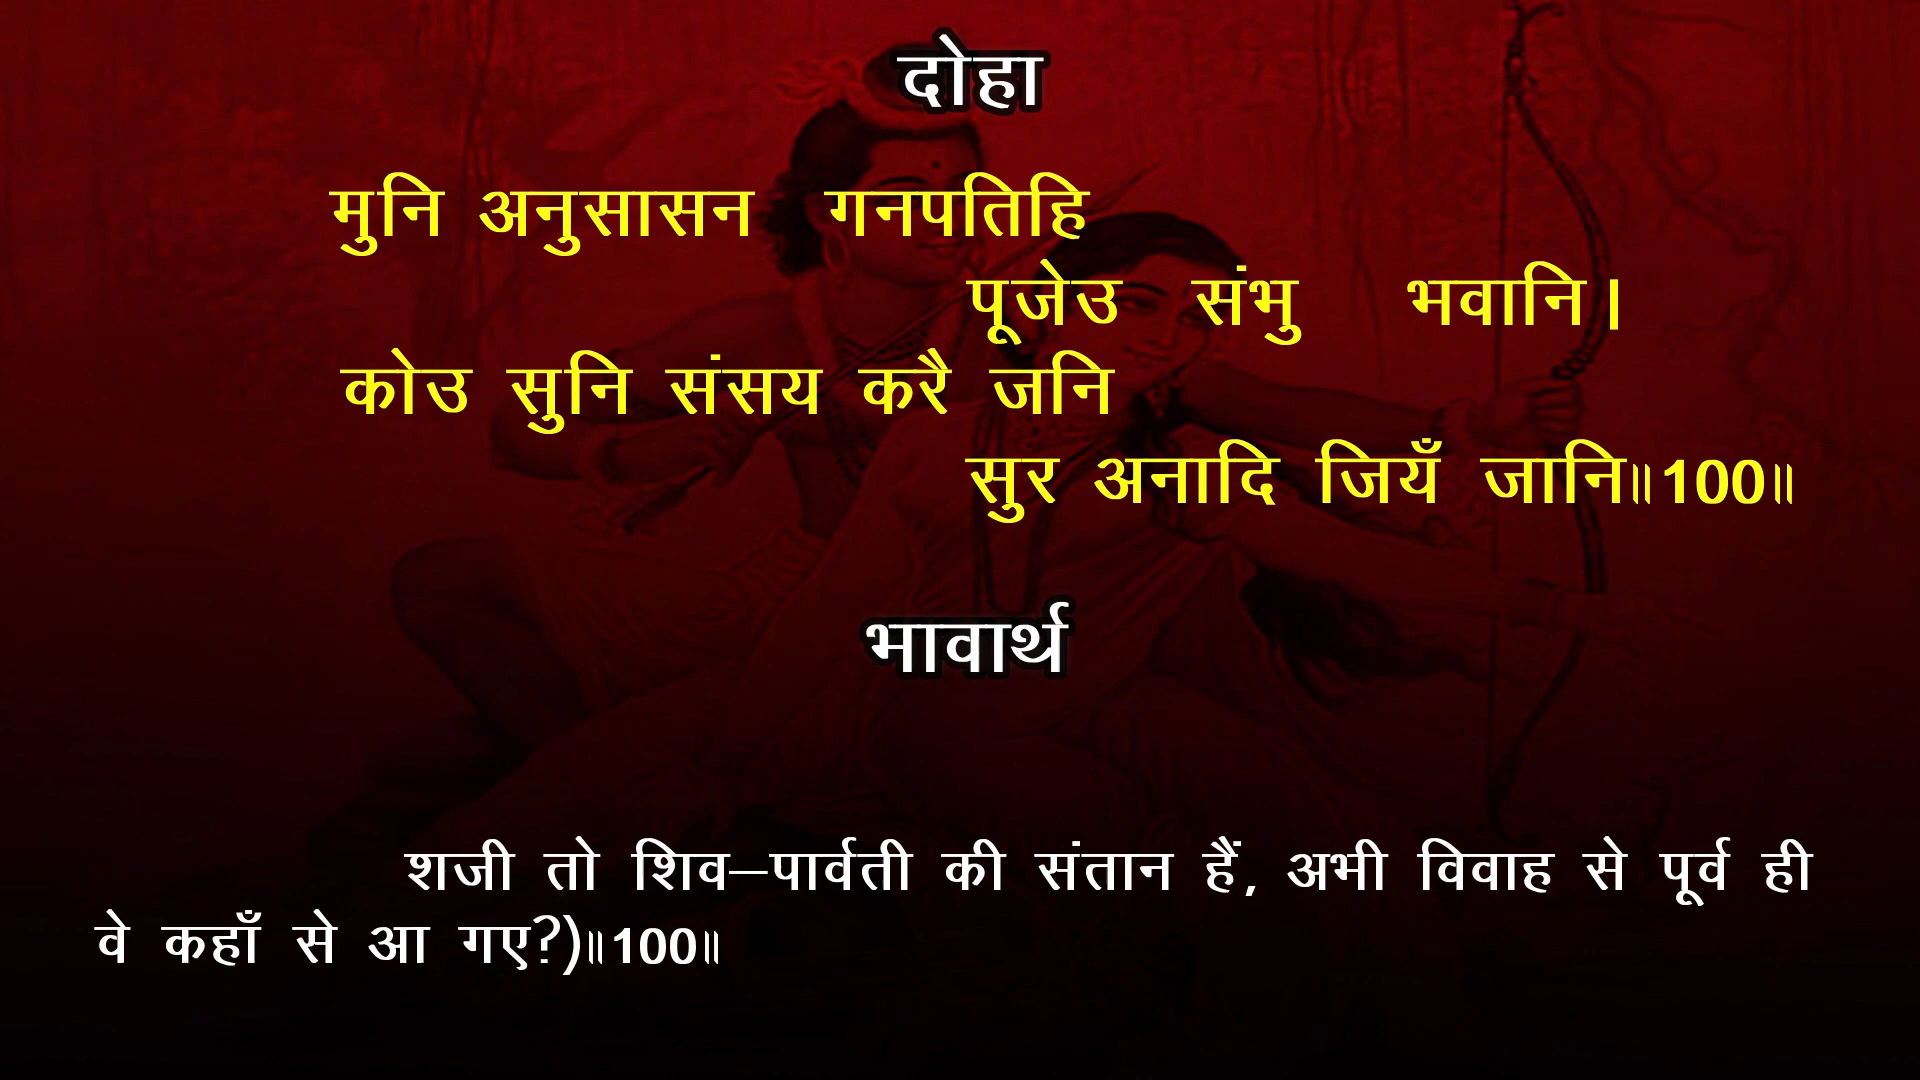 दोहा
मुनि अनुसासन गनपतिहि
पूजेउ संभु भवानि।
कोउ सुनि संसय करै जनि
सुर अनादि जियँ जानि॥100॥
भावार्थ
शजी तो शिव–पार्वती की संतान हैं, अभी विवाह से पूर्व ही
वे कहाँ से आ गए?)॥100॥